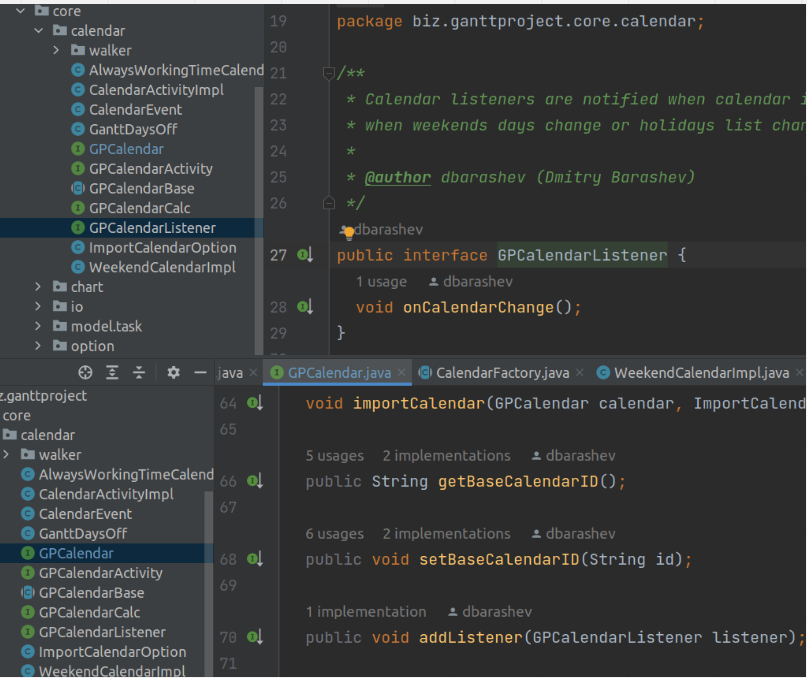 core
calendar
walker
AlwaysWorkingTimeCalend
CalendarActivityImpl
CalendarEvent
GanttDaysOff
GPCalendar
GPCalendarActivity
GPCalendarBase
GPCalendarCalc
GPCalendarListener
ImportCalendarOption
WeekendCalendarImpl
chart
io
model.task
option
19 package biz.ganttproject.core.calendar;
20
21 /**
22 * Calendar listeners are notified when calendar i
23 * when weekends days change or holidays list chan
24 *
25 * @author dbarashev (Dmitry Barashev)
26 */
dbarashev
27 public interface GPCalendarListener {
1 usage dbarashev
28 void onCalendarChange();
29 }
.java GPCalendar.java CalendarFactory.java WeekendCalendarImpl.java
z.ganttproject
core
calendar
walker
AlwaysWorkingTimeCalend
CalendarActivityImpl
CalendarEvent
GanttDaysOff
GPCalendar
GPCalendarActivity
GPCalendarBase
GPCalendarCalc
GPCalendarListener
ImportCalendarOption
WeekendCalendarImpl
64 void importCalendar(GPCalendar calendar, ImportCalend
65
5 usages 2 implementations dbarashev
66 public String getBaseCalendarID();
67
6 usages 2 implementations dbarashev
68 public void setBaseCalendarID(String id);
69
1 implementation dbarashev
70 public void addListener(GPCalendarListener listener);
71